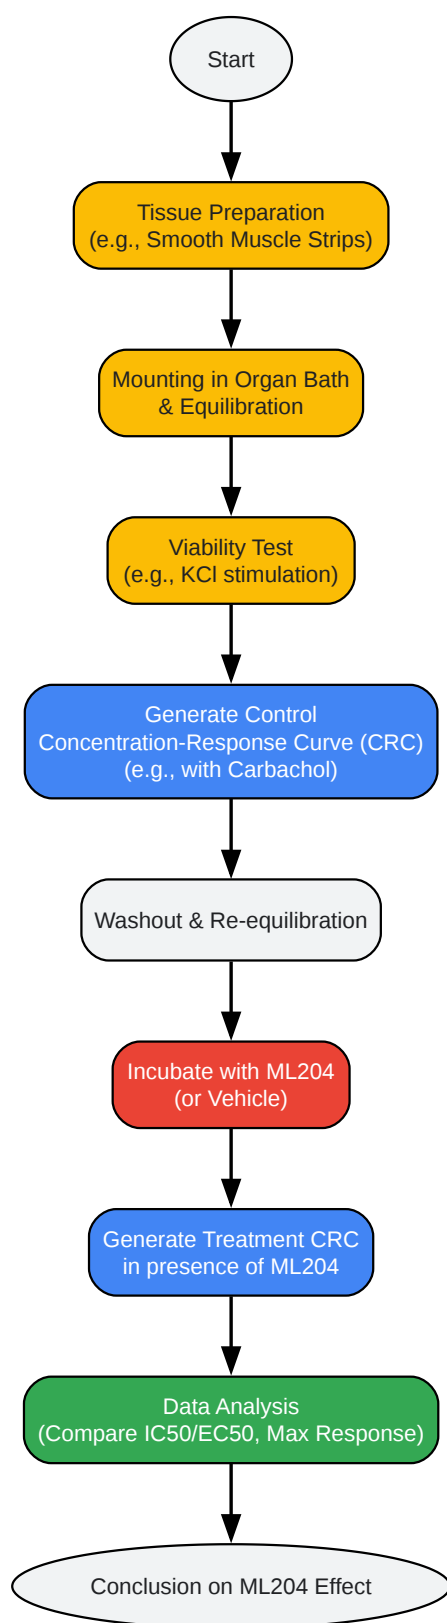 Start
Tissue Preparation
(e.g., Smooth Muscle Strips)
Mounting in Organ Bath
& Equilibration
Viability Test
(e.g., KCl stimulation)
Generate Control
Concentration-Response Curve (CRC)
(e.g., with Carbachol)
Washout & Re-equilibration
Incubate with ML204
(or Vehicle)
Generate Treatment CRC
in presence of ML204
Data Analysis
(Compare IC50/EC50, Max Response)
Conclusion on ML204 Effect